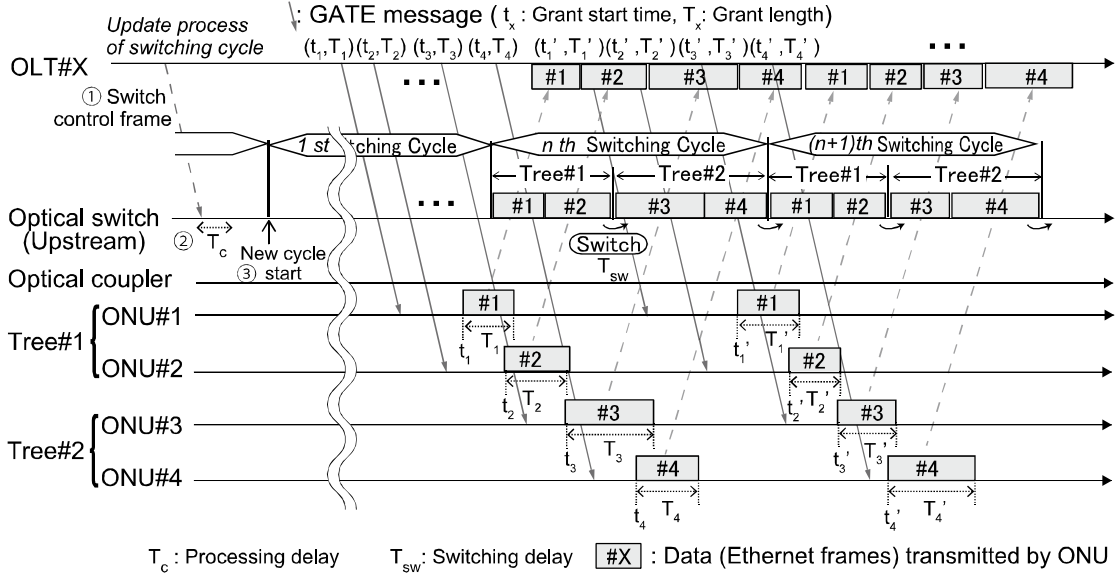 : GATE message ( tx : Grant start time, Tx: Grant length)
Update process
of switching cycle
(t1,T1)(t2,T2) (t3,T3)(t4,T4) (t1',T1')(t2',T2') (t3',T3')(t4',T4')
OLT#X
... ...
#1 #2 #3 #4 #1 #2 #3 #4
① Switch
control frame
1 st tching Cycle n th Switching Cycle (n+1)th Switching Cycle
Tree#1 Tree#2 Tree#1 Tree#2
... #1 #2 #3 #4 #1 #2 #3 #4
Optical switch
(Upstream)
② Tc
③ New cycle
start
Switch
Tsw
Optical coupler
Tree#1
ONU#1
#1 #1
t1 T1 t1' T1'
ONU#2
#2 #2
t2 T2 t2' T2'
Tree#2
ONU#3
#3 #3
t3 T3 t3' T3'
ONU#4
#4 #4
t4 T4 t4' T4'
Tc : Processing delay Tsw: Switching delay #X : Data (Ethernet frames) transmitted by ONU